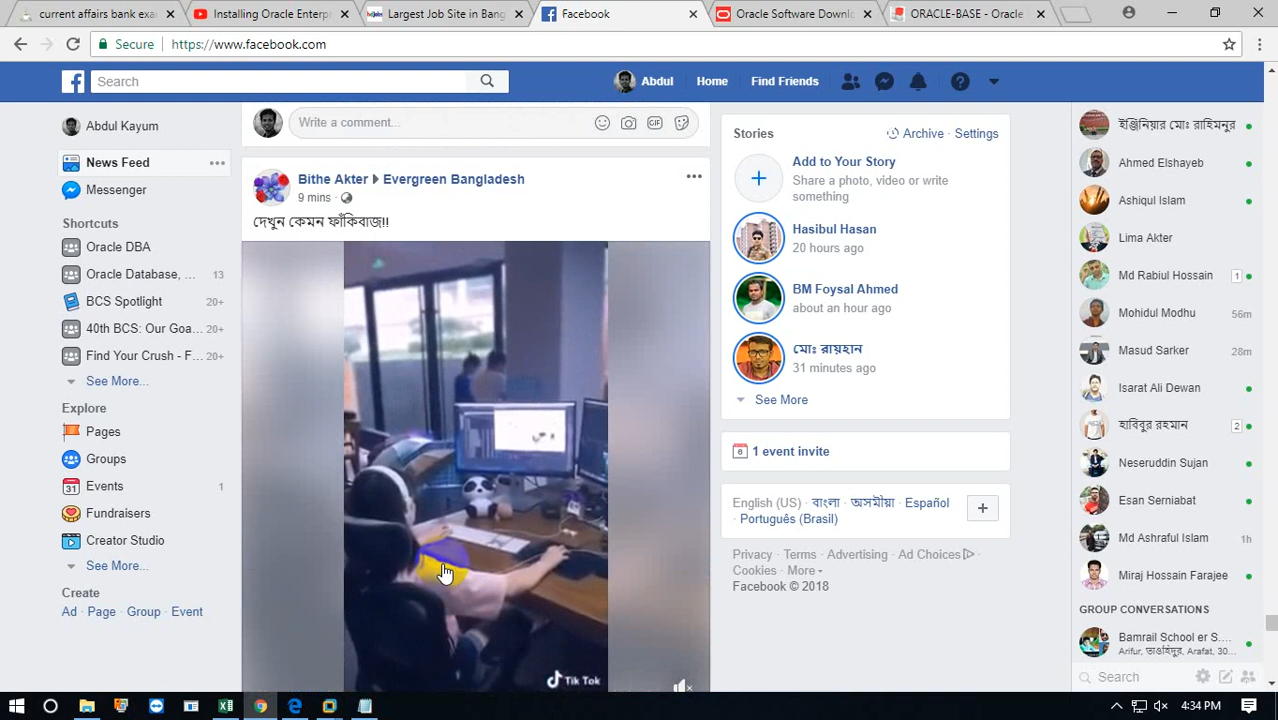 current affairs bank exa
Installing Oracle Enterp
Largest Job Site in Bang
Facebook
Oracle Software Downlo
ORACLE-BASE - Oracle
Secure
https://www.facebook.com
Search
Abdul
Home
Find Friends
Abdul Kayum
News Feed
Messenger
Shortcuts
Oracle DBA
Oracle Database, ... 13
BCS Spotlight 20+
40th BCS: Our Goa... 20+
Find Your Crush - F... 20+
See More...
Explore
Pages
Groups
Events 1
Fundraisers
Creator Studio
See More...
Create
Ad · Page · Group · Event
Write a comment...
GIF
Bithe Akter ▸ Evergreen Bangladesh
9 mins ·
দেখুন কেমন ফাঁকিবাজ!!
Tik Tok
Stories
Archive · Settings
Add to Your Story
Share a photo, video or write
something
Hasibul Hasan
20 hours ago
BM Foysal Ahmed
about an hour ago
মোঃ রায়হান
31 minutes ago
See More
1 event invite
English (US) · বাংলা · অসমীয়া · Español
· Português (Brasil)
Privacy · Terms · Advertising · Ad Choices ·
Cookies · More
Facebook © 2018
ইঞ্জিনিয়ার মোঃ রাহিমনুর
Ahmed Elshayeb
Ashiqul Islam
Lima Akter
Md Rabiul Hossain 1
Mohidul Modhu 56m
Masud Sarker 28m
Isarat Ali Dewan
হাবিবুর রহমান 2
Neseruddin Sujan
Esan Serniabat
Md Ashraful Islam 1h
Miraj Hossain Farajee
GROUP CONVERSATIONS
Bamrail School er S....
Arifur, তাওহিদুর, Arafat, 30...
Search
4:34 PM